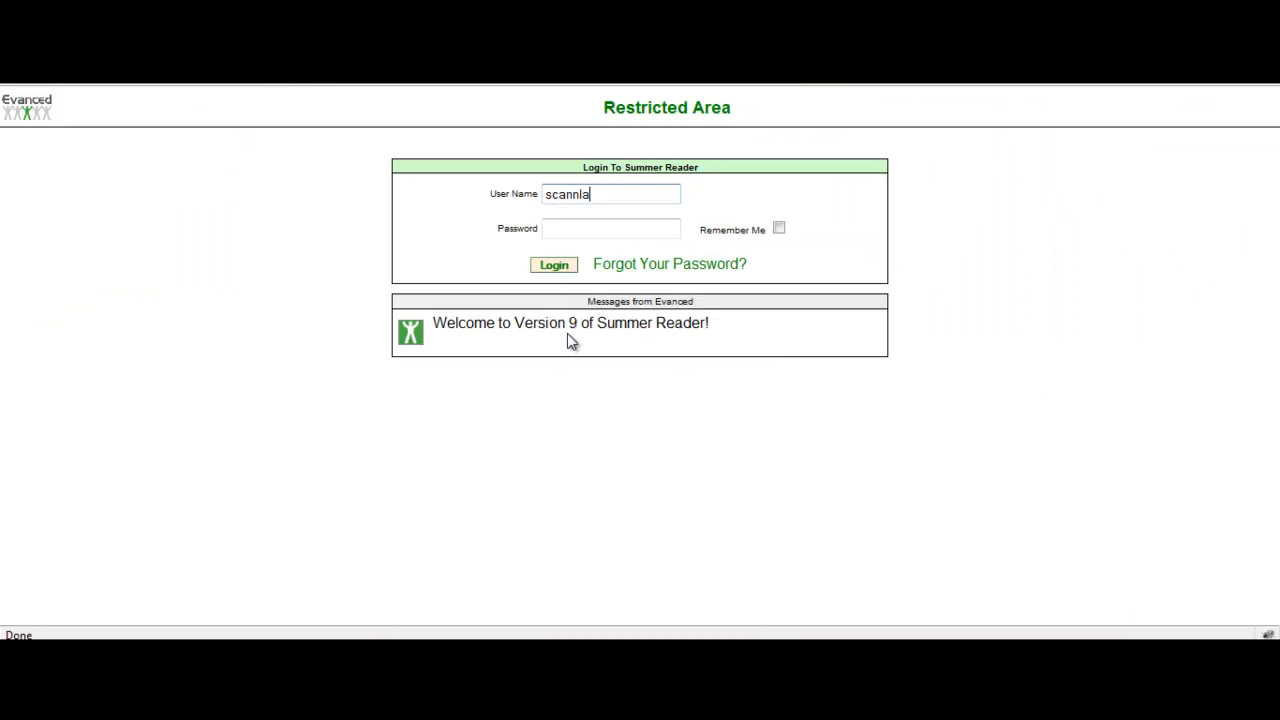 Evanced
Restricted Area
Login To Summer Reader
User Name scannla
Password
Remember Me
Login Forgot Your Password?
Messages from Evanced
Welcome to Version 9 of Summer Reader!
Done